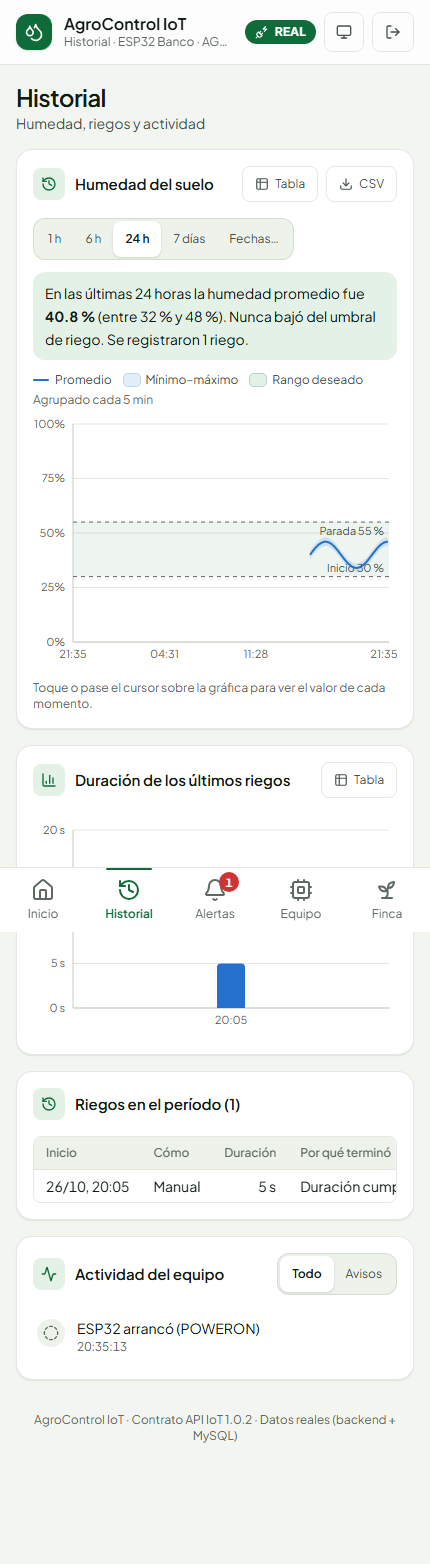 AgroControl IoT
Historial · ESP32 Banco · AG...
REAL
Historial
Humedad, riegos y actividad
Humedad del suelo
Tabla
CSV
1 h
6 h
24 h
7 días
Fechas...
En las últimas 24 horas la humedad promedio fue
40.8 % (entre 32 % y 48 %). Nunca bajó del umbral
de riego. Se registraron 1 riego.
Promedio
Mínimo–máximo
Rango deseado
Agrupado cada 5 min
100%
75%
50%
25%
0%
Parada 55 %
Inicio 30 %
21:35
04:31
11:28
21:35
Toque o pase el cursor sobre la gráfica para ver el valor de cada
momento.
Duración de los últimos riegos
Tabla
20 s
Inicio
Historial
Alertas
1
Equipo
Finca
5 s
0 s
20:05
Riegos en el período (1)
Inicio Cómo Duración Por qué terminó
26/10, 20:05 Manual 5 s Duración cump
Actividad del equipo
Todo
Avisos
ESP32 arrancó (POWERON)
20:35:13
AgroControl IoT · Contrato API IoT 1.0.2 · Datos reales (backend +
MySQL)